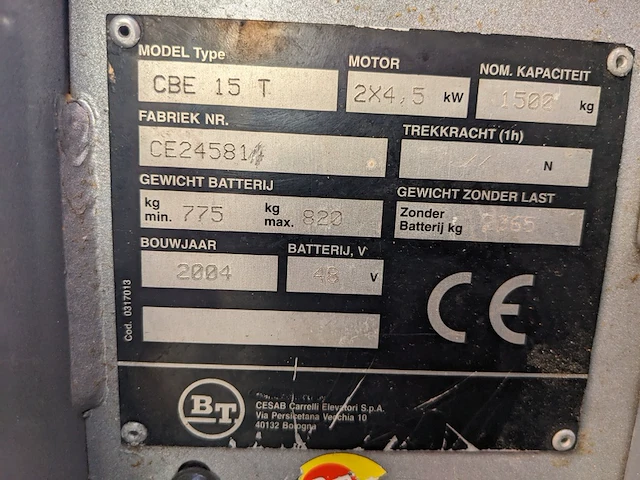 MODEL Type
CBE 15 T
MOTOR
2X4,5 kW
NOM. KAPACITEIT
1500 kg
FABRIEK NR.
CE24581
TREKKRACHT (1h)
N
GEWICHT BATTERIJ
kg min. 775 kg max. 820
GEWICHT ZONDER LAST
Zonder Batterij kg
BOUWJAAR
2004
BATTERIJ, V
48 V
Cod. 0317013
CE
BT
CESAB Carrelli Elevatori S.p.A.
Via Persicetana Vecchia 10
40132 Bologna